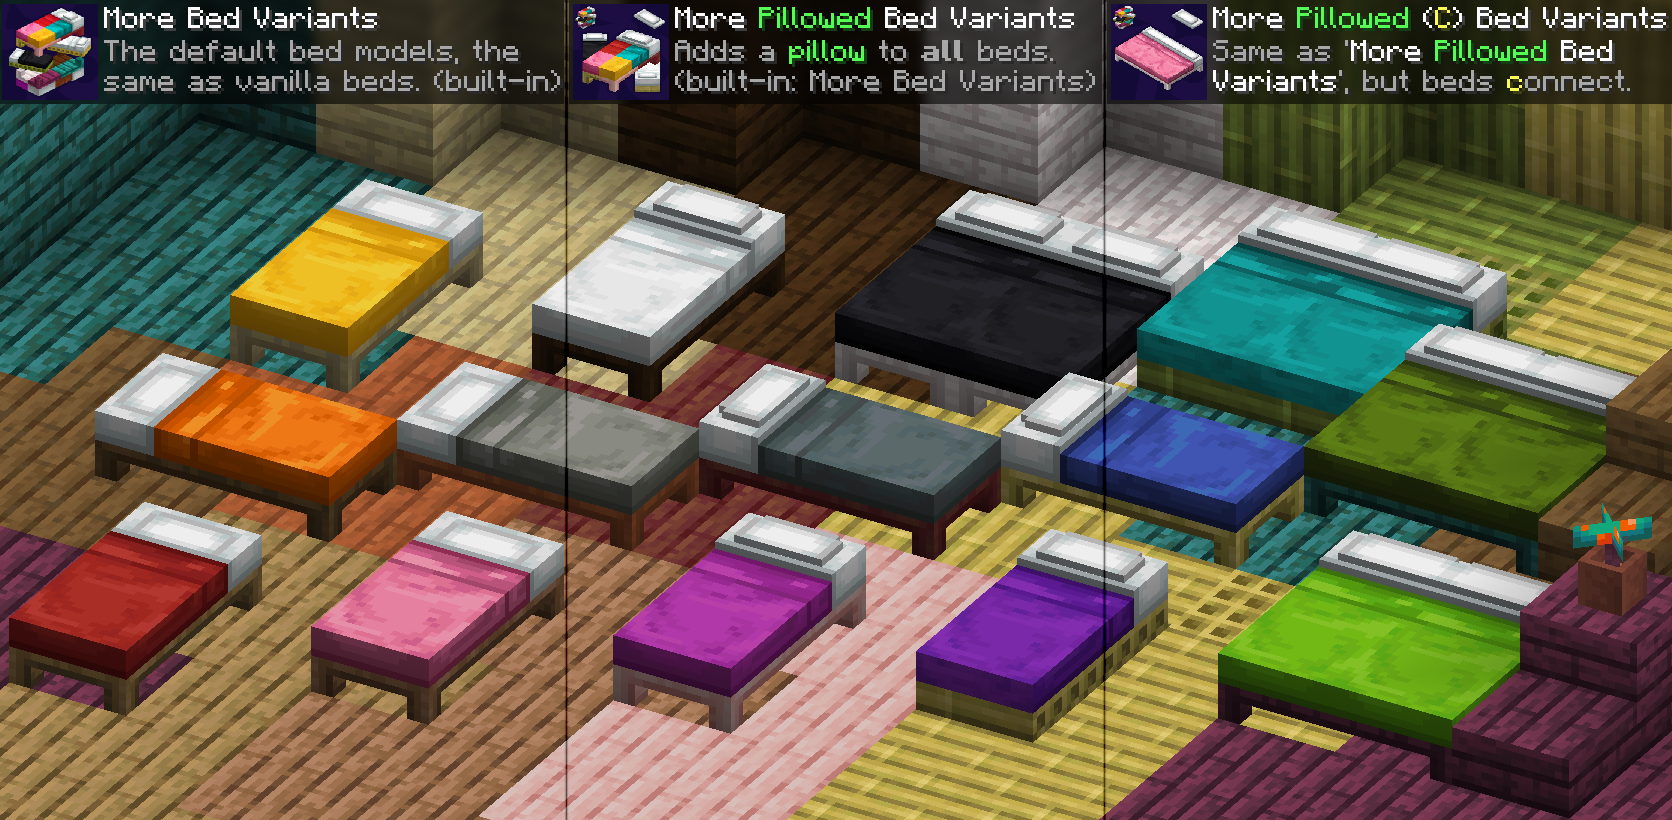 More Bed Variants
The default bed models, the
same as vanilla beds. (built-in)
More Pillowed Bed Variants
Adds a pillow to all beds.
(built-in: More Bed Variants)
More Pillowed (C) Bed Variants
Same as 'More Pillowed Bed
Variants', but beds connect.